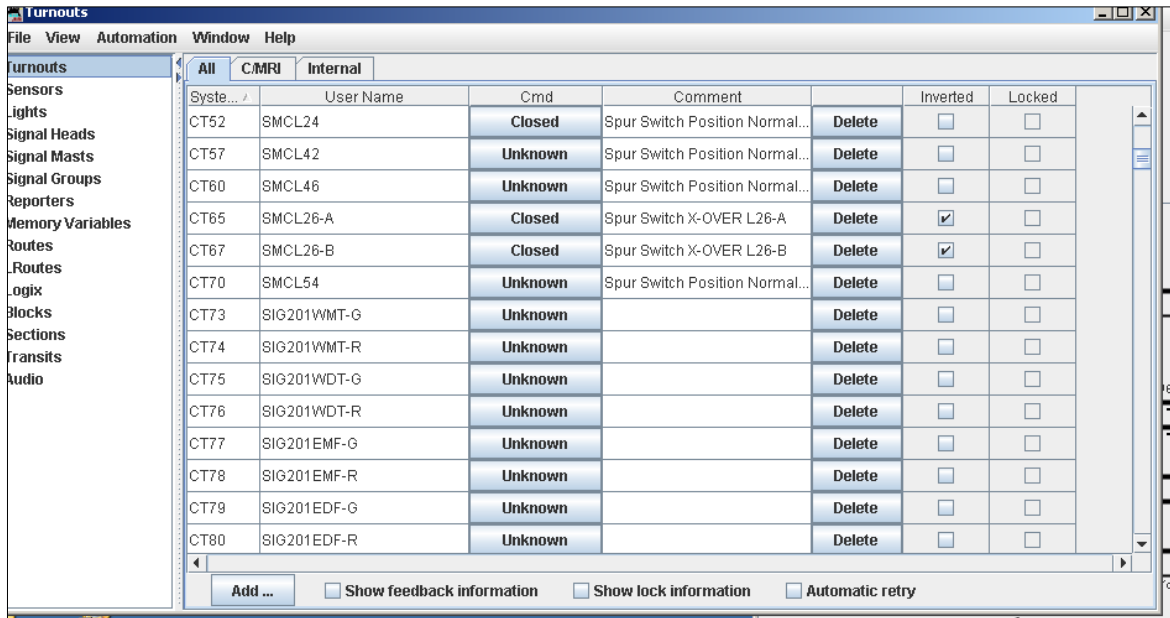 Turnouts
File View Automation Window Help
Turnouts
Sensors
Lights
Signal Heads
Signal Masts
Signal Groups
Reporters
Memory Variables
Routes
LRoutes
Logix
Blocks
Sections
Transits
Audio
All C/MRI Internal
Syste... User Name Cmd Comment Inverted Locked
CT52 SMCL24 Closed Spur Switch Position Normal... Delete
CT57 SMCL42 Unknown Spur Switch Position Normal... Delete
CT60 SMCL46 Unknown Spur Switch Position Normal... Delete
CT65 SMCL26-A Closed Spur Switch X-OVER L26-A Delete
CT67 SMCL26-B Closed Spur Switch X-OVER L26-B Delete
CT70 SMCL54 Unknown Spur Switch Position Normal... Delete
CT73 SIG201WMT-G Unknown Delete
CT74 SIG201WMT-R Unknown Delete
CT75 SIG201WDT-G Unknown Delete
CT76 SIG201WDT-R Unknown Delete
CT77 SIG201EMF-G Unknown Delete
CT78 SIG201EMF-R Unknown Delete
CT79 SIG201EDF-G Unknown Delete
CT80 SIG201EDF-R Unknown Delete
Add ... Show feedback information Show lock information Automatic retry